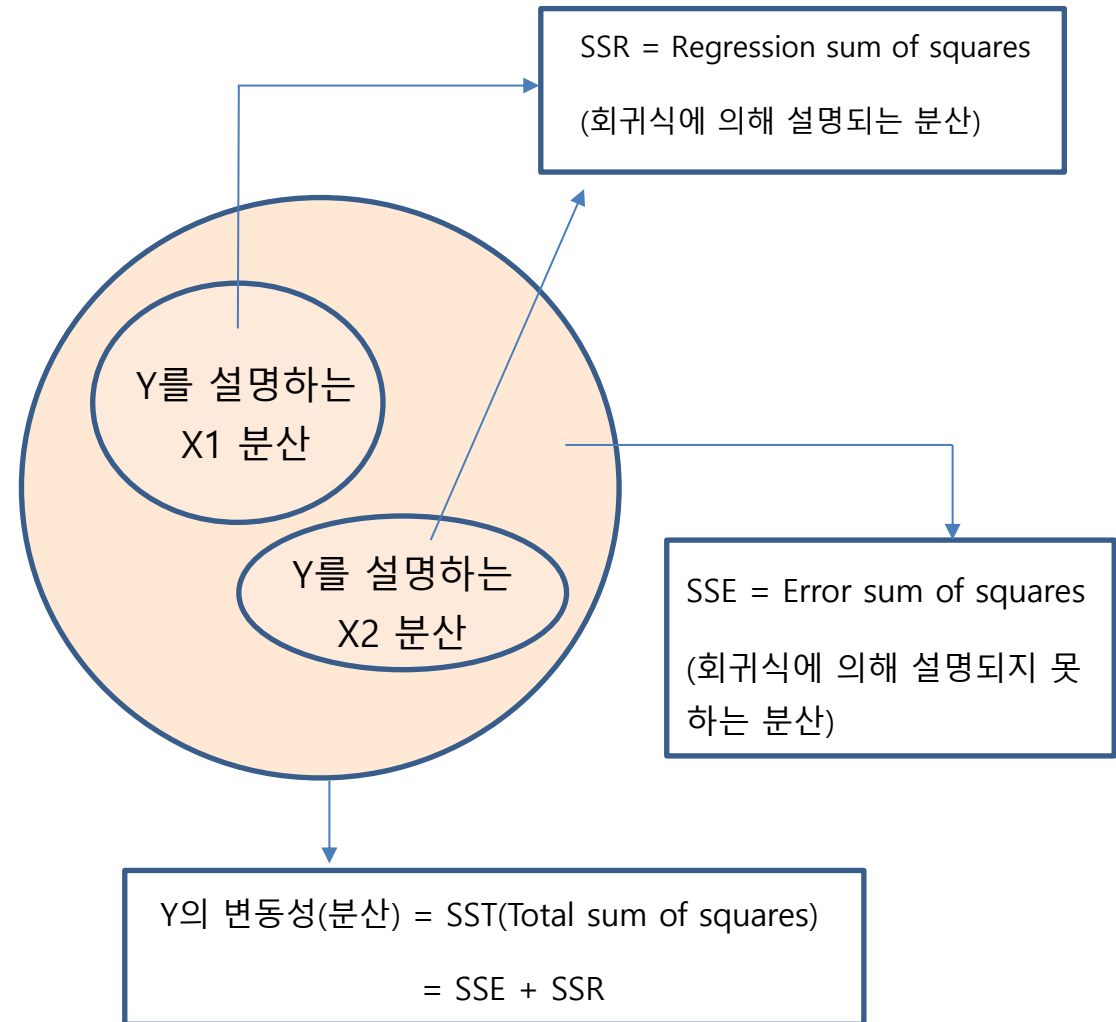 SSR = Regression sum of squares
(회귀식에 의해 설명되는 분산)
Y를 설명하는
X1 분산
Y를 설명하는
X2 분산
SSE = Error sum of squares
(회귀식에 의해 설명되지 못
하는 분산)
Y의 변동성(분산) = SST(Total sum of squares)
= SSE + SSR